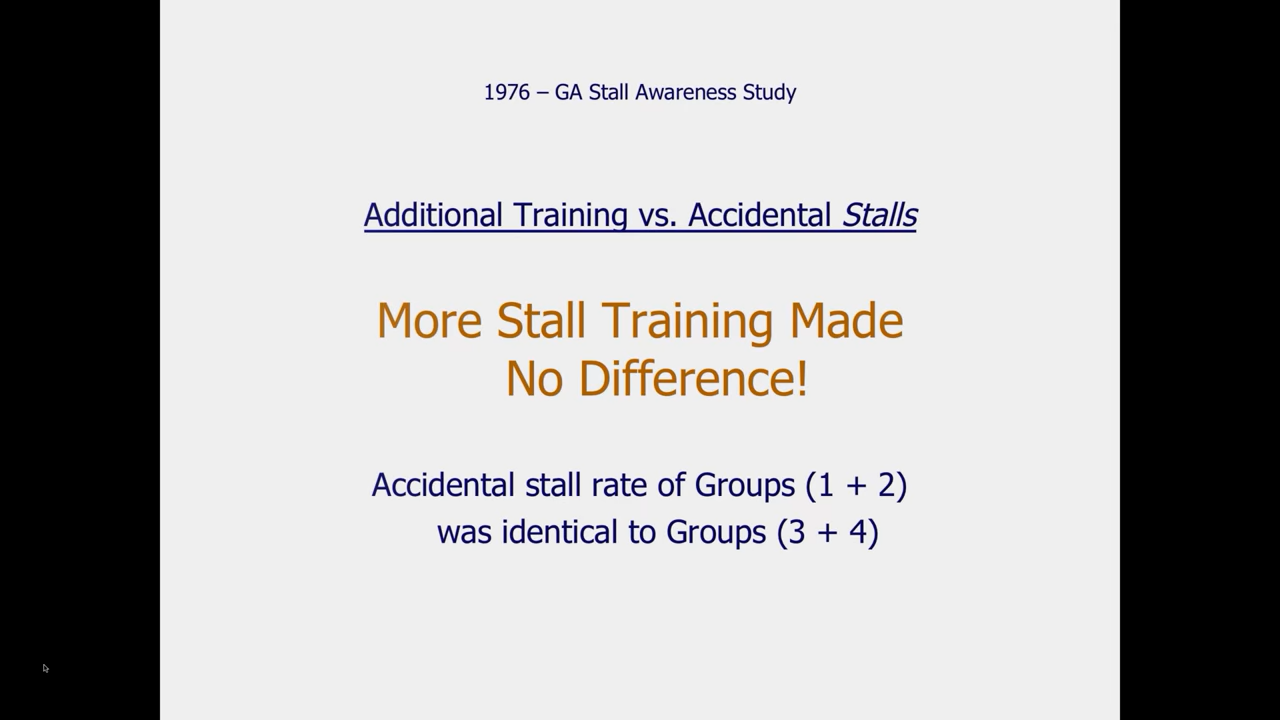 1976 – GA Stall Awareness Study
Additional Training vs. Accidental Stalls
More Stall Training Made
No Difference!
Accidental stall rate of Groups (1 + 2)
was identical to Groups (3 + 4)